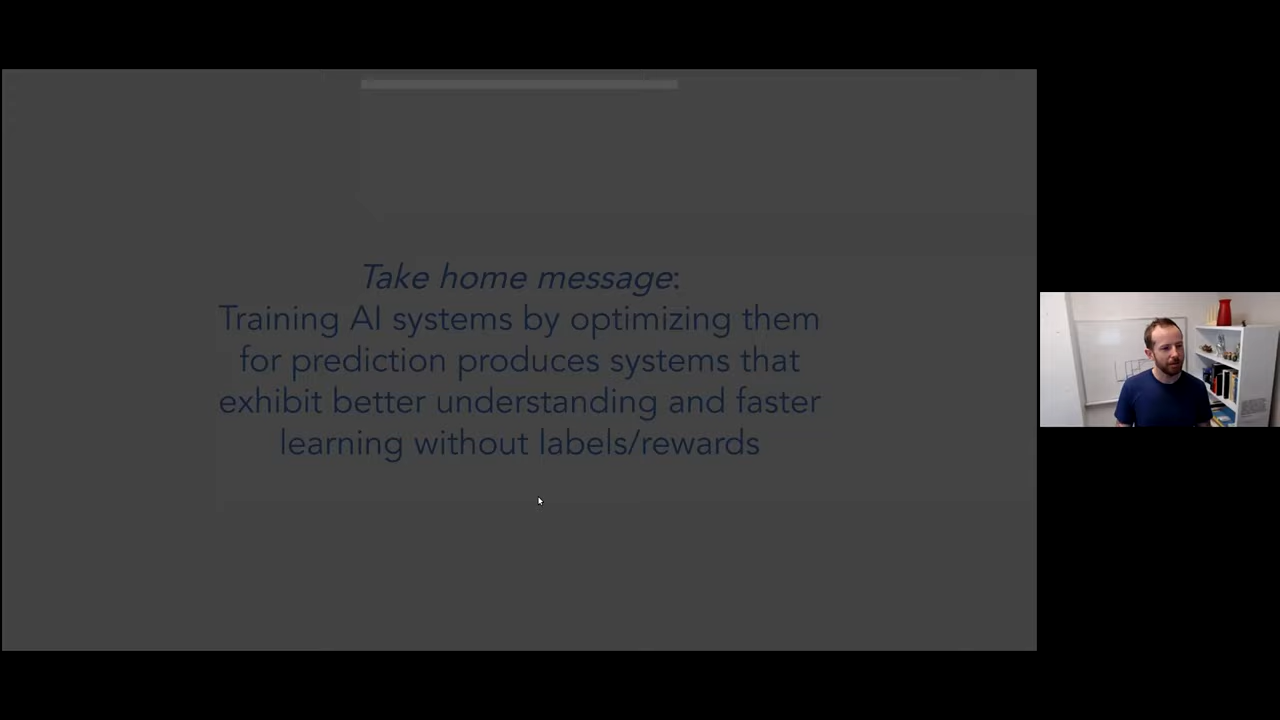 Take home message:
Training AI systems by optimizing them
for prediction produces systems that
exhibit better understanding and faster
learning without labels/rewards